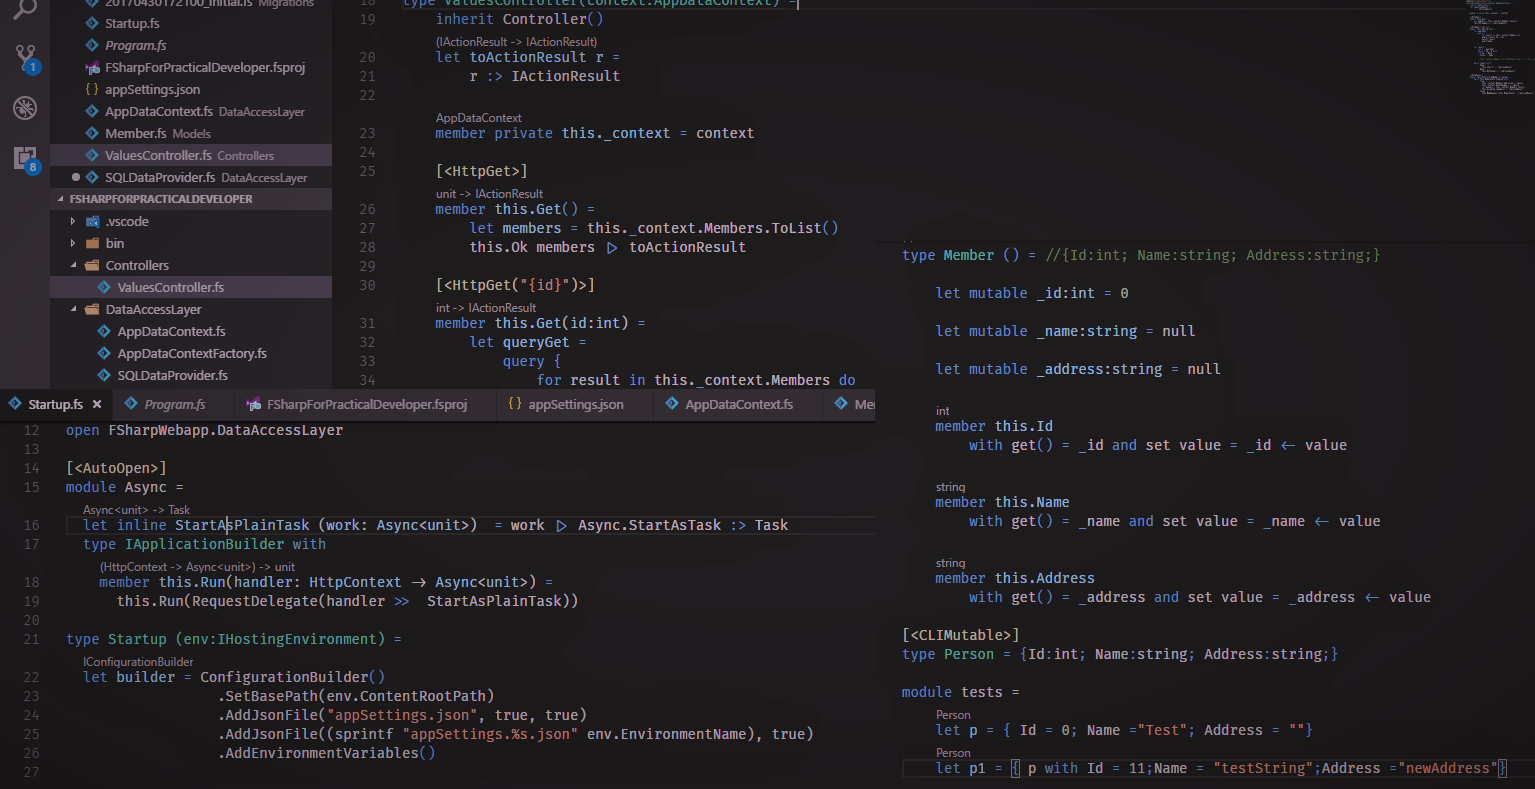 20170430172100_Initial.fs Migrations
Startup.fs
Program.fs
FSharpForPracticalDeveloper.fsproj
{ } appSettings.json
AppDataContext.fs DataAccessLayer
Member.fs Models
ValuesController.fs Controllers
SQLDataProvider.fs DataAccessLayer
FSHARPFORPRACTICALDEVELOPER
.vscode
bin
Controllers
ValuesController.fs
DataAccessLayer
AppDataContext.fs
AppDataContextFactory.fs
SQLDataProvider.fs
1
8
18 type ValuesController(context:AppDataContext) =
19 inherit Controller()
(IActionResult -> IActionResult)
20 let toActionResult r =
21 r :> IActionResult
22
AppDataContext
23 member private this._context = context
24
25 [<HttpGet>]
unit -> IActionResult
26 member this.Get() =
27 let members = this._context.Members.ToList()
28 this.Ok members |> toActionResult
29
30 [<HttpGet("{id}")>]
int -> IActionResult
31 member this.Get(id:int) =
32 let queryGet =
33 query {
34 for result in this._context.Members do
Startup.fs × Program.fs FSharpForPracticalDeveloper.fsproj { } appSettings.json AppDataContext.fs Me
12 open FSharpWebapp.DataAccessLayer
13
14 [<AutoOpen>]
15 module Async =
Async<unit> -> Task
16 let inline StartAsPlainTask (work: Async<unit>) = work |> Async.StartAsTask :> Task
17 type IApplicationBuilder with
(HttpContext -> Async<unit>) -> unit
18 member this.Run(handler: HttpContext -> Async<unit>) =
19 this.Run(RequestDelegate(handler >> StartAsPlainTask))
20
21 type Startup (env:IHostingEnvironment) =
IConfigurationBuilder
22 let builder = ConfigurationBuilder()
23 .SetBasePath(env.ContentRootPath)
24 .AddJsonFile("appSettings.json", true, true)
25 .AddJsonFile((sprintf "appSettings.%s.json" env.EnvironmentName), true)
26 .AddEnvironmentVariables()
27
type Member () = //{Id:int; Name:string; Address:string;}
let mutable _id:int = 0
let mutable _name:string = null
let mutable _address:string = null
int
member this.Id
with get() = _id and set value = _id <- value
string
member this.Name
with get() = _name and set value = _name <- value
string
member this.Address
with get() = _address and set value = _address <- value
[<CLIMutable>]
type Person = {Id:int; Name:string; Address:string;}
module tests =
Person
let p = { Id = 0; Name ="Test"; Address = ""}
Person
let p1 = { p with Id = 11;Name = "testString";Address ="newAddress"}